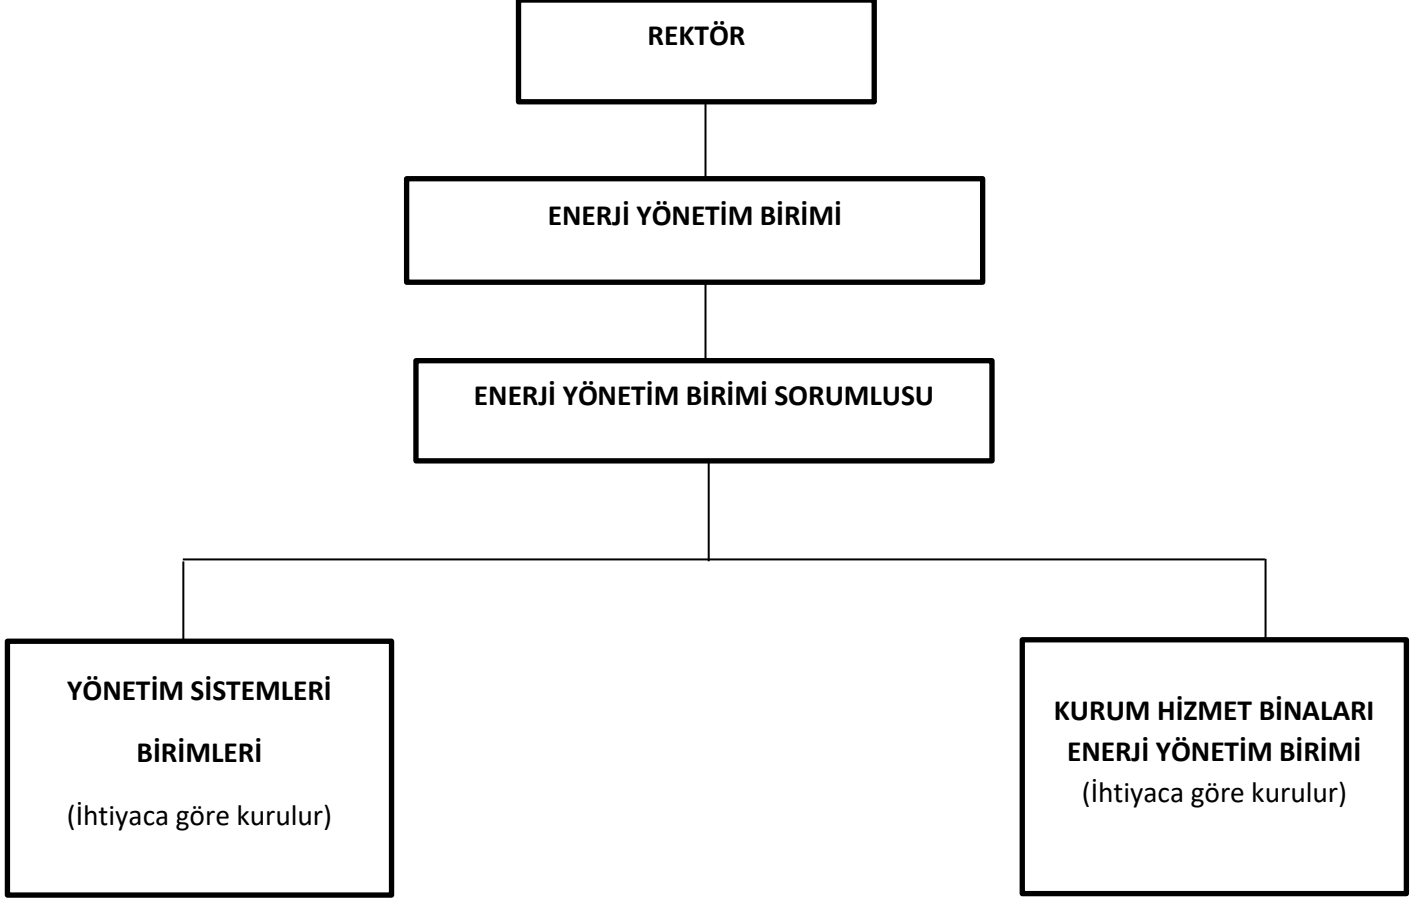 REKTÖR
ENERJİ YÖNETİM BİRİMİ
ENERJİ YÖNETİM BİRİMİ SORUMLUSU
YÖNETİM SİSTEMLERİ
BİRİMLERİ
(İhtiyaca göre kurulur)
KURUM HİZMET BİNALARI
ENERJİ YÖNETİM BİRİMİ
(İhtiyaca göre kurulur)